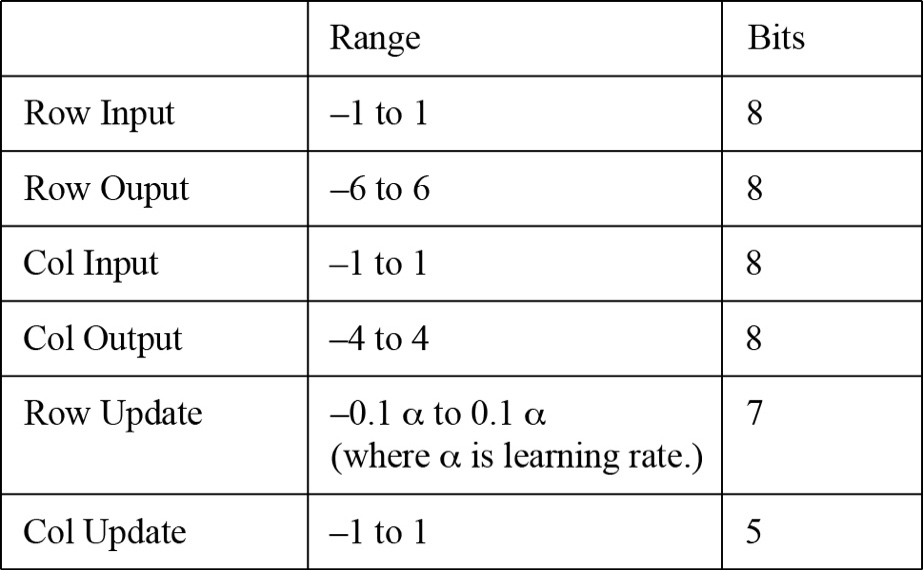 Range Bits
Row Input –1 to 1 8
Row Ouput –6 to 6 8
Col Input –1 to 1 8
Col Output –4 to 4 8
Row Update –0.1 α to 0.1 α 7
(where α is learning rate.)
Col Update –1 to 1 5